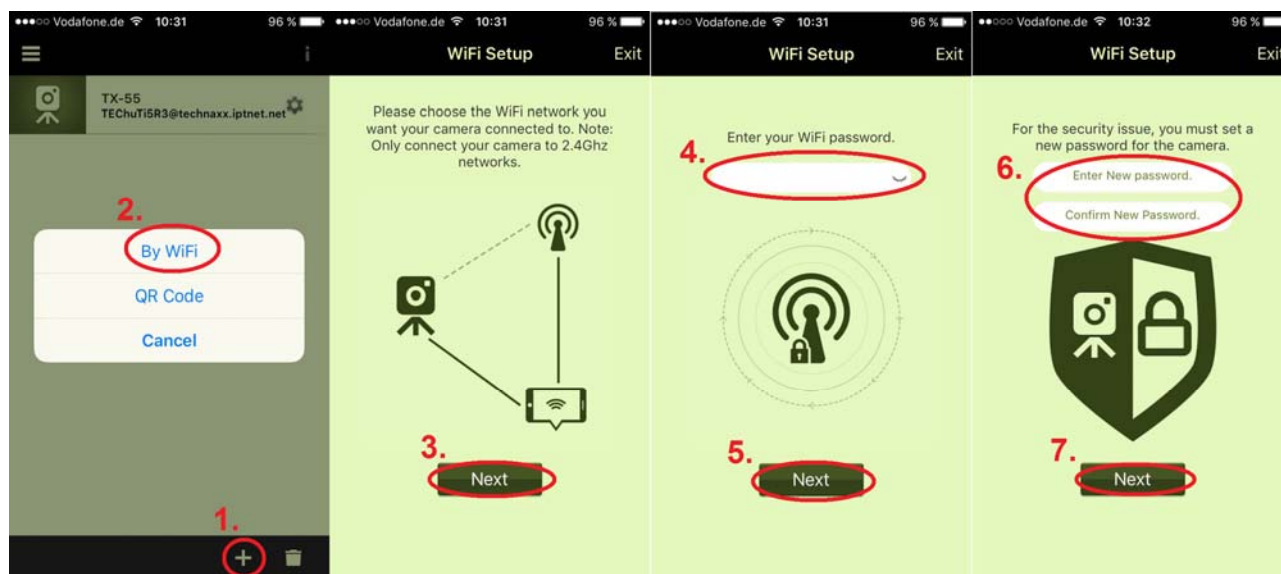 Vodafone.de 10:31 96 %
TX-55
TEChuTi5R3@technaxx.iptnet.net
2.
By WiFi
QR Code
Cancel
1.
Vodafone.de 10:31 96 %
WiFi Setup Exit
Please choose the WiFi network you
want your camera connected to. Note:
Only connect your camera to 2.4Ghz
networks.
3.
Next
Vodafone.de 10:31 96 %
WiFi Setup Exit
Enter your WiFi password.
4.
5.
Next
Vodafone.de 10:32 96 %
WiFi Setup Exit
For the security issue, you must set a
new password for the camera.
6.
Enter New password.
Confirm New Password.
7.
Next